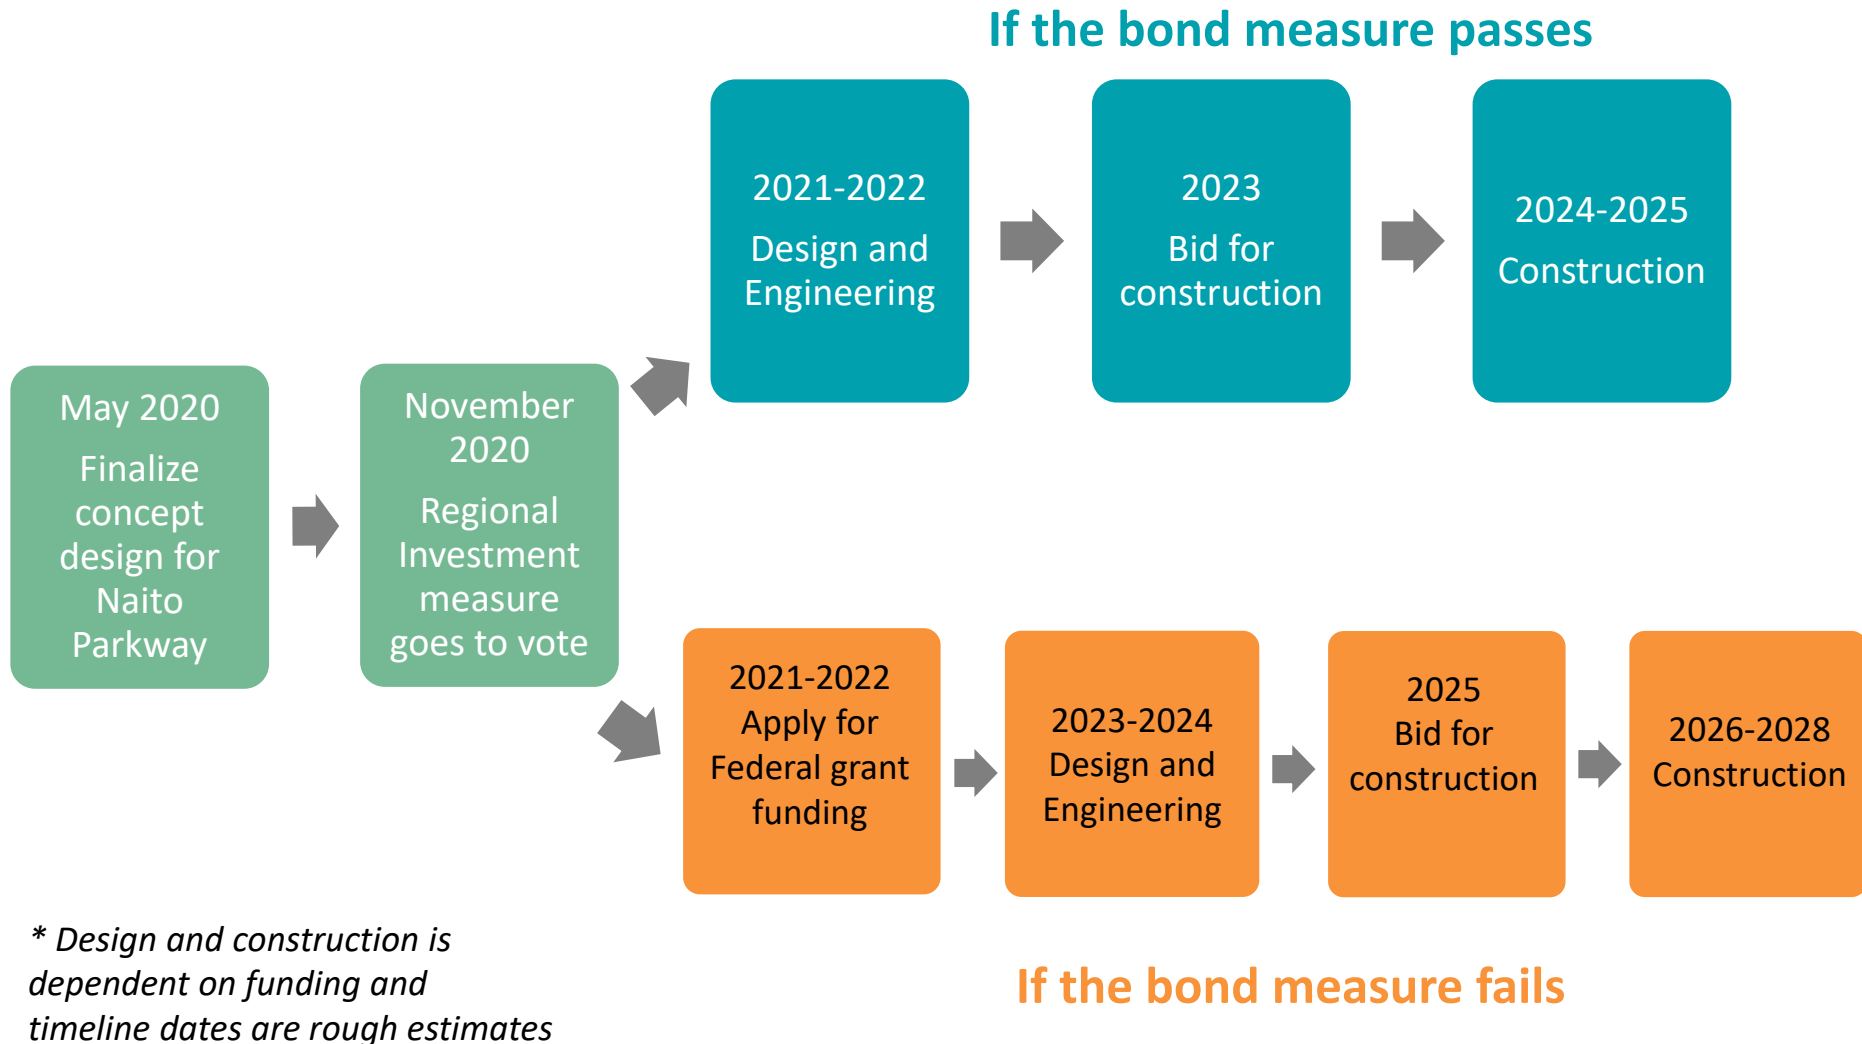 If the bond measure passes
2021-2022
Design and
Engineering
2023
Bid for
construction
2024-2025
Construction
May 2020
Finalize
concept
design for
Naito
Parkway
November
2020
Regional
Investment
measure
goes to vote
2021-2022
Apply for
Federal grant
funding
2023-2024
Design and
Engineering
2025
Bid for
construction
2026-2028
Construction
* Design and construction is
dependent on funding and
timeline dates are rough estimates
If the bond measure fails